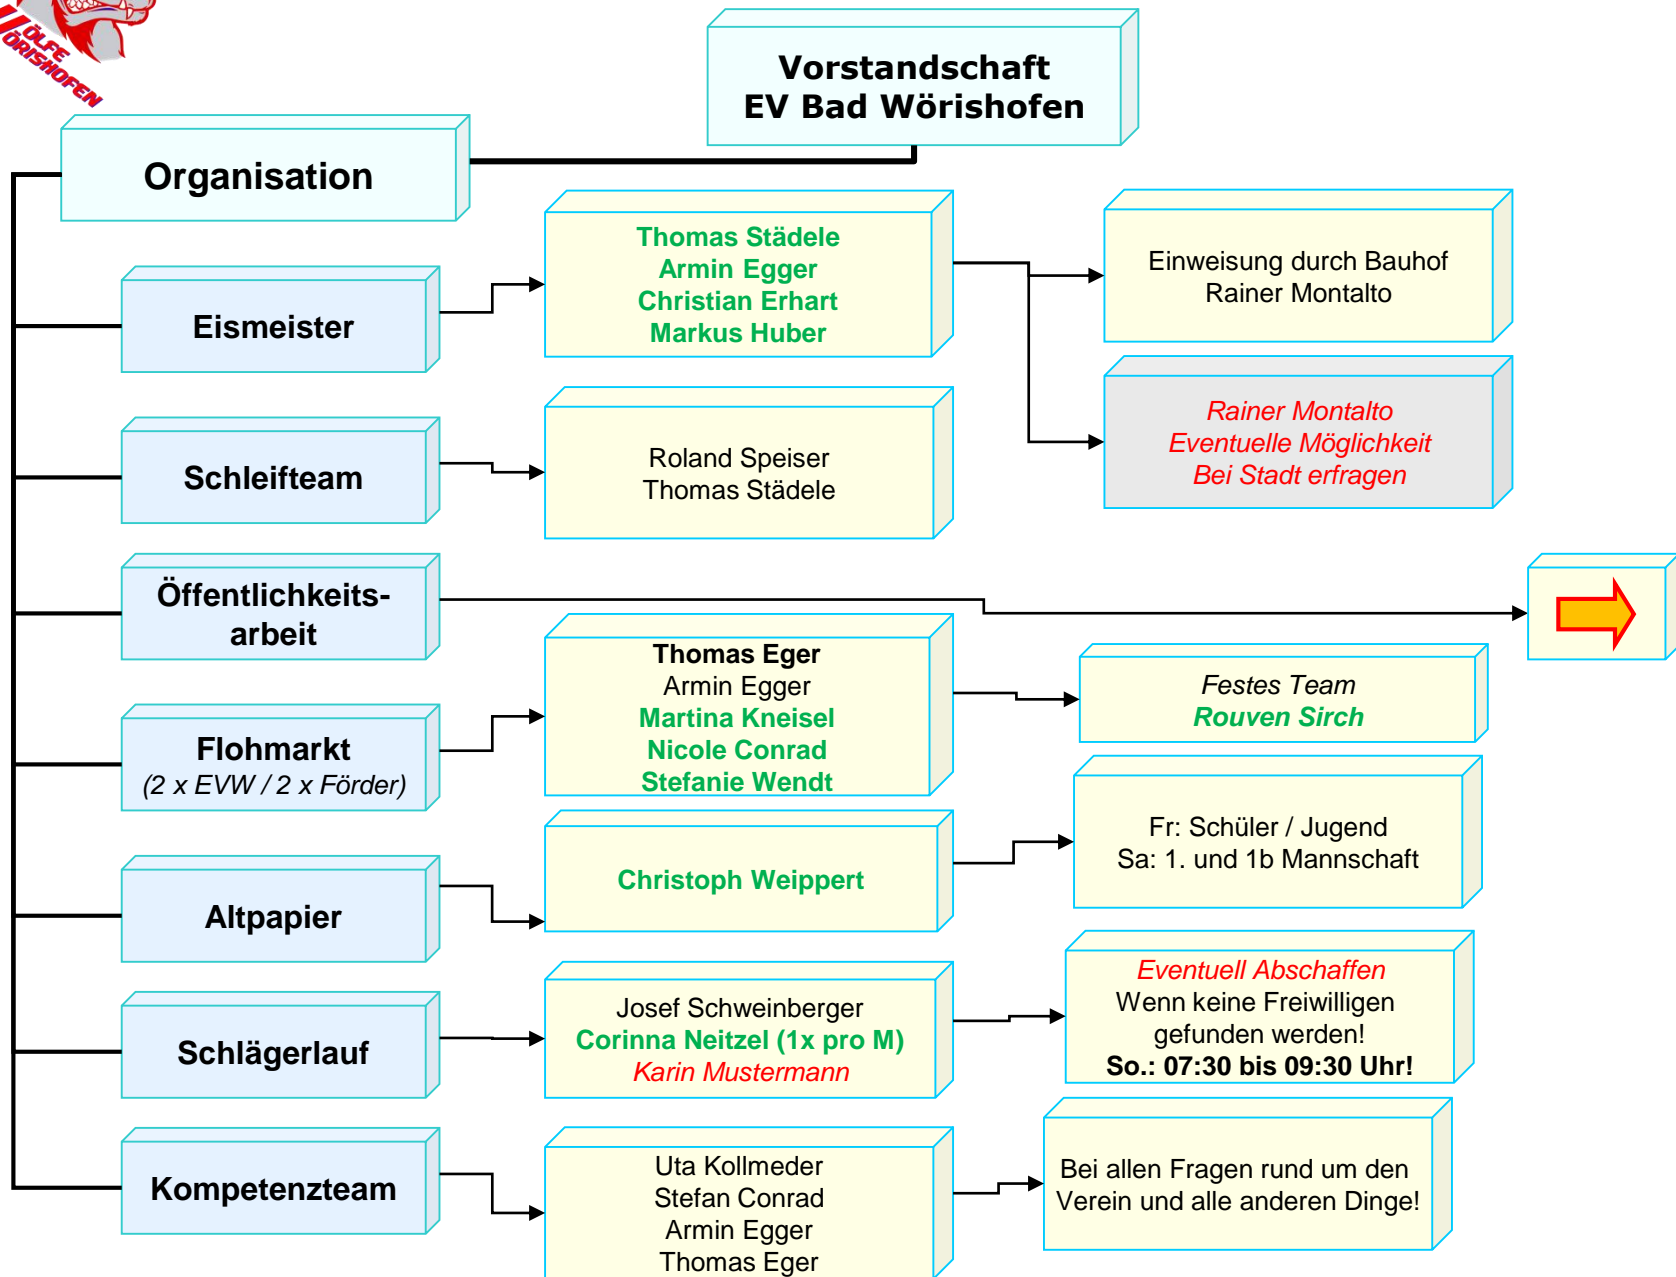 WÖLFE
WÖRISHOFEN
Vorstandschaft
EV Bad Wörishofen
Organisation
Eismeister
Thomas Städele
Armin Egger
Christian Erhart
Markus Huber
Einweisung durch Bauhof
Rainer Montalto
Rainer Montalto
Eventuelle Möglichkeit
Bei Stadt erfragen
Schleifteam
Roland Speiser
Thomas Städele
Öffentlichkeits-
arbeit
Flohmarkt
(2 x EVW / 2 x Förder)
Thomas Eger
Armin Egger
Martina Kneisel
Nicole Conrad
Stefanie Wendt
Festes Team
Rouven Sirch
Altpapier
Christoph Weippert
Fr: Schüler / Jugend
Sa: 1. und 1b Mannschaft
Schlägerlauf
Josef Schweinberger
Corinna Neitzel (1x pro M)
Karin Mustermann
Eventuell Abschaffen
Wenn keine Freiwilligen
gefunden werden!
So.: 07:30 bis 09:30 Uhr!
Kompetenzteam
Uta Kollmeder
Stefan Conrad
Armin Egger
Thomas Eger
Bei allen Fragen rund um den
Verein und alle anderen Dinge!